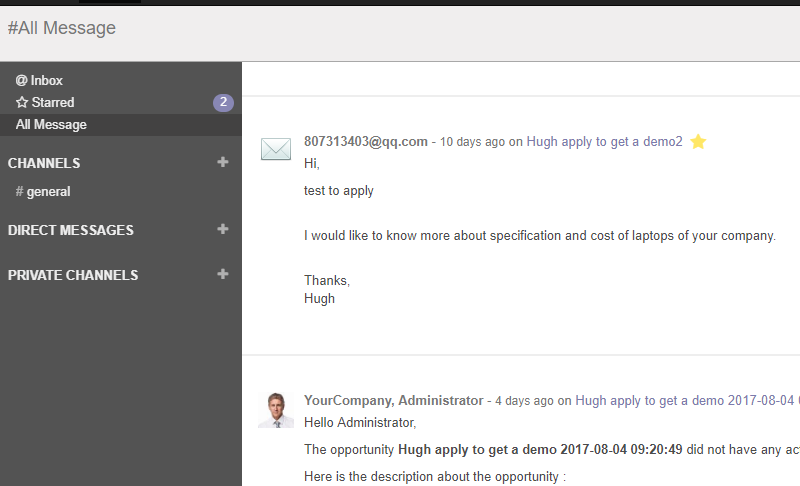 #All Message
@ Inbox
Starred 2
All Message
CHANNELS +
# general
DIRECT MESSAGES +
PRIVATE CHANNELS +
807313403@qq.com - 10 days ago on Hugh apply to get a demo2
Hi,
test to apply
I would like to know more about specification and cost of laptops of your company.
Thanks,
Hugh
YourCompany, Administrator - 4 days ago on Hugh apply to get a demo 2017-08-04
Hello Administrator,
The opportunity Hugh apply to get a demo 2017-08-04 09:20:49 did not have any
Here is the description about the opportunity :